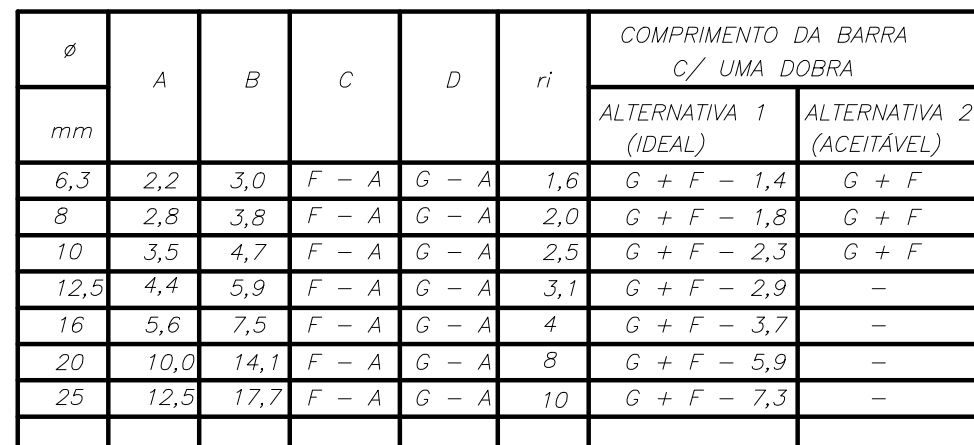 ø A B C D ri COMPRIMENTO DA BARRA
C/ UMA DOBRA
mm ALTERNATIVA 1 ALTERNATIVA 2
(IDEAL) (ACEITÁVEL)
6,3 2,2 3,0 F – A G – A 1,6 G + F – 1,4 G + F
8 2,8 3,8 F – A G – A 2,0 G + F – 1,8 G + F
10 3,5 4,7 F – A G – A 2,5 G + F – 2,3 G + F
12,5 4,4 5,9 F – A G – A 3,1 G + F – 2,9 –
16 5,6 7,5 F – A G – A 4 G + F – 3,7 –
20 10,0 14,1 F – A G – A 8 G + F – 5,9 –
25 12,5 17,7 F – A G – A 10 G + F – 7,3 –